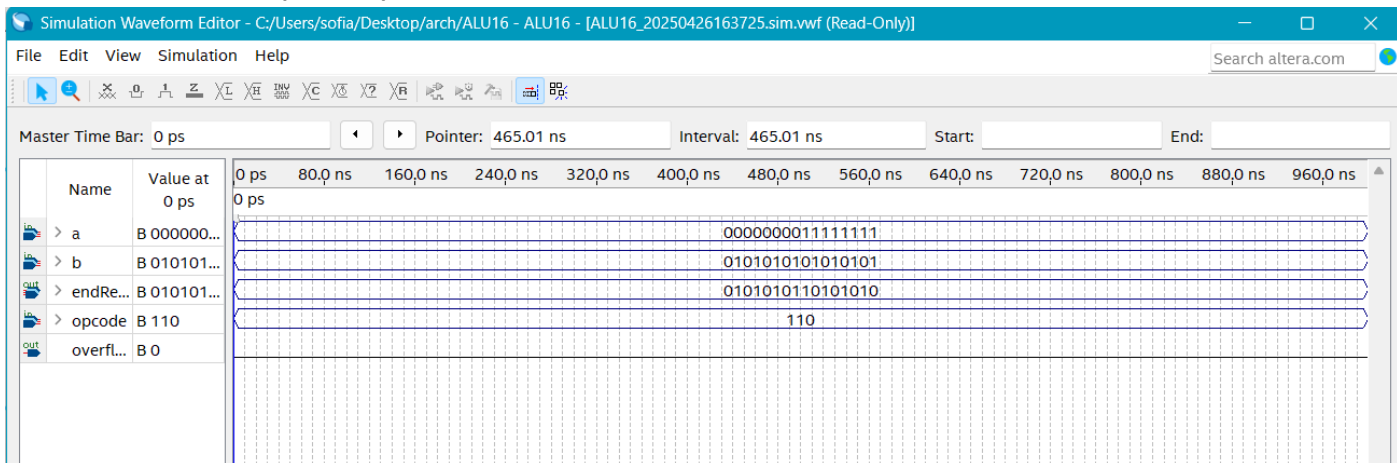 Simulation Waveform Editor - C:/Users/sofia/Desktop/arch/ALU16 - ALU16 - [ALU16_20250426163725.sim.vwf (Read-Only)]
File Edit View Simulation Help
Search altera.com
Master Time Bar: 0 ps Pointer: 465.01 ns Interval: 465.01 ns Start: End:
Name Value at 0 ps
0 ps 80.0 ns 160.0 ns 240.0 ns 320.0 ns 400.0 ns 480.0 ns 560.0 ns 640.0 ns 720.0 ns 800.0 ns 880.0 ns 960.0 ns
0 ps
a B 000000... 0000000011111111
b B 010101... 0101010101010101
endRe... B 010101... 0101010110101010
opcode B 110 110
overfl... B 0